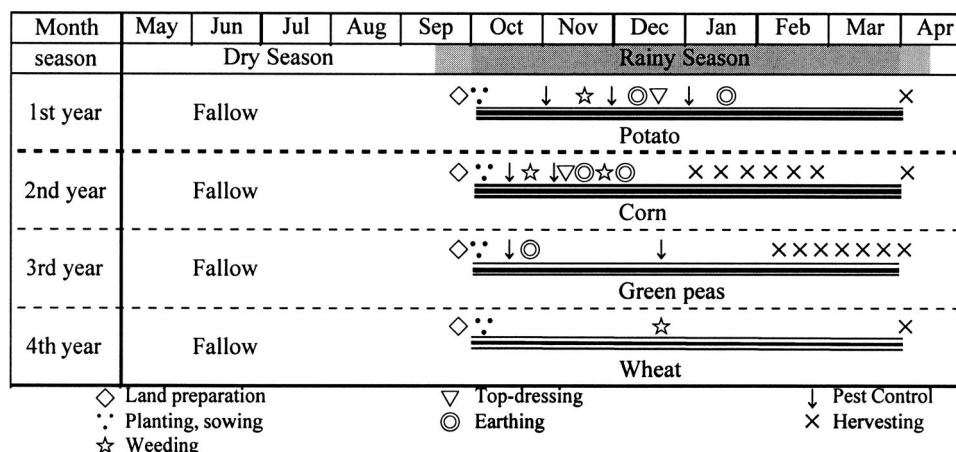 Month May Jun Jul Aug Sep Oct Nov Dec Jan Feb Mar Apr
season Dry Season Rainy Season
1st year Fallow
Potato
2nd year Fallow
Corn
3rd year Fallow
Green peas
4th year Fallow
Wheat
Land preparation Top-dressing Pest Control
Planting, sowing Earthing Hervesting
Weeding